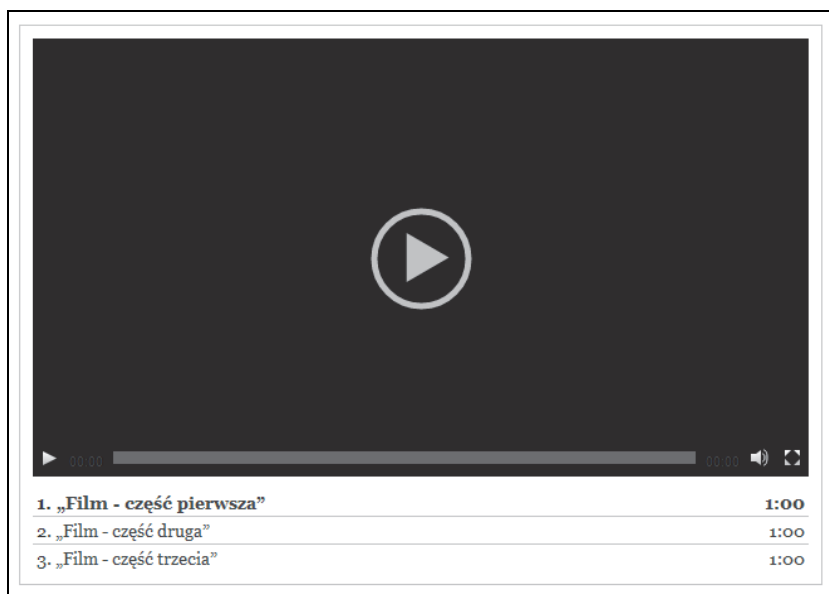 00:00 00:00
1. „Film - część pierwsza” 1:00
2. „Film - część druga” 1:00
3. „Film - część trzecia” 1:00